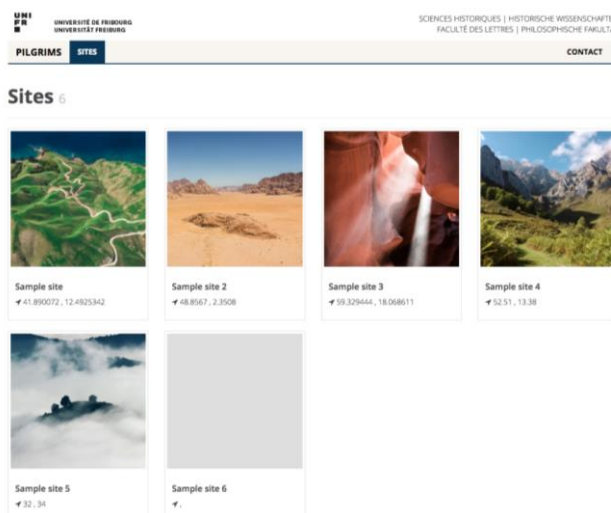 UNI
FR
UNIVERSITÉ DE FRIBOURG
UNIVERSITÄT FREIBURG
SCIENCES HISTORIQUES | HISTORISCHE WISSENSCHAFTE
FACULTÉ DES LETTRES | PHILOSOPHISCHE FAKULTÄ
PILGRIMS SITES CONTACT
Sites 6
Sample site
41.890072 , 12.4925342
Sample site 2
48.8567 , 2.3508
Sample site 3
59.329444 , 18.068611
Sample site 4
52.51 , 13.38
Sample site 5
32 , 34
Sample site 6
,